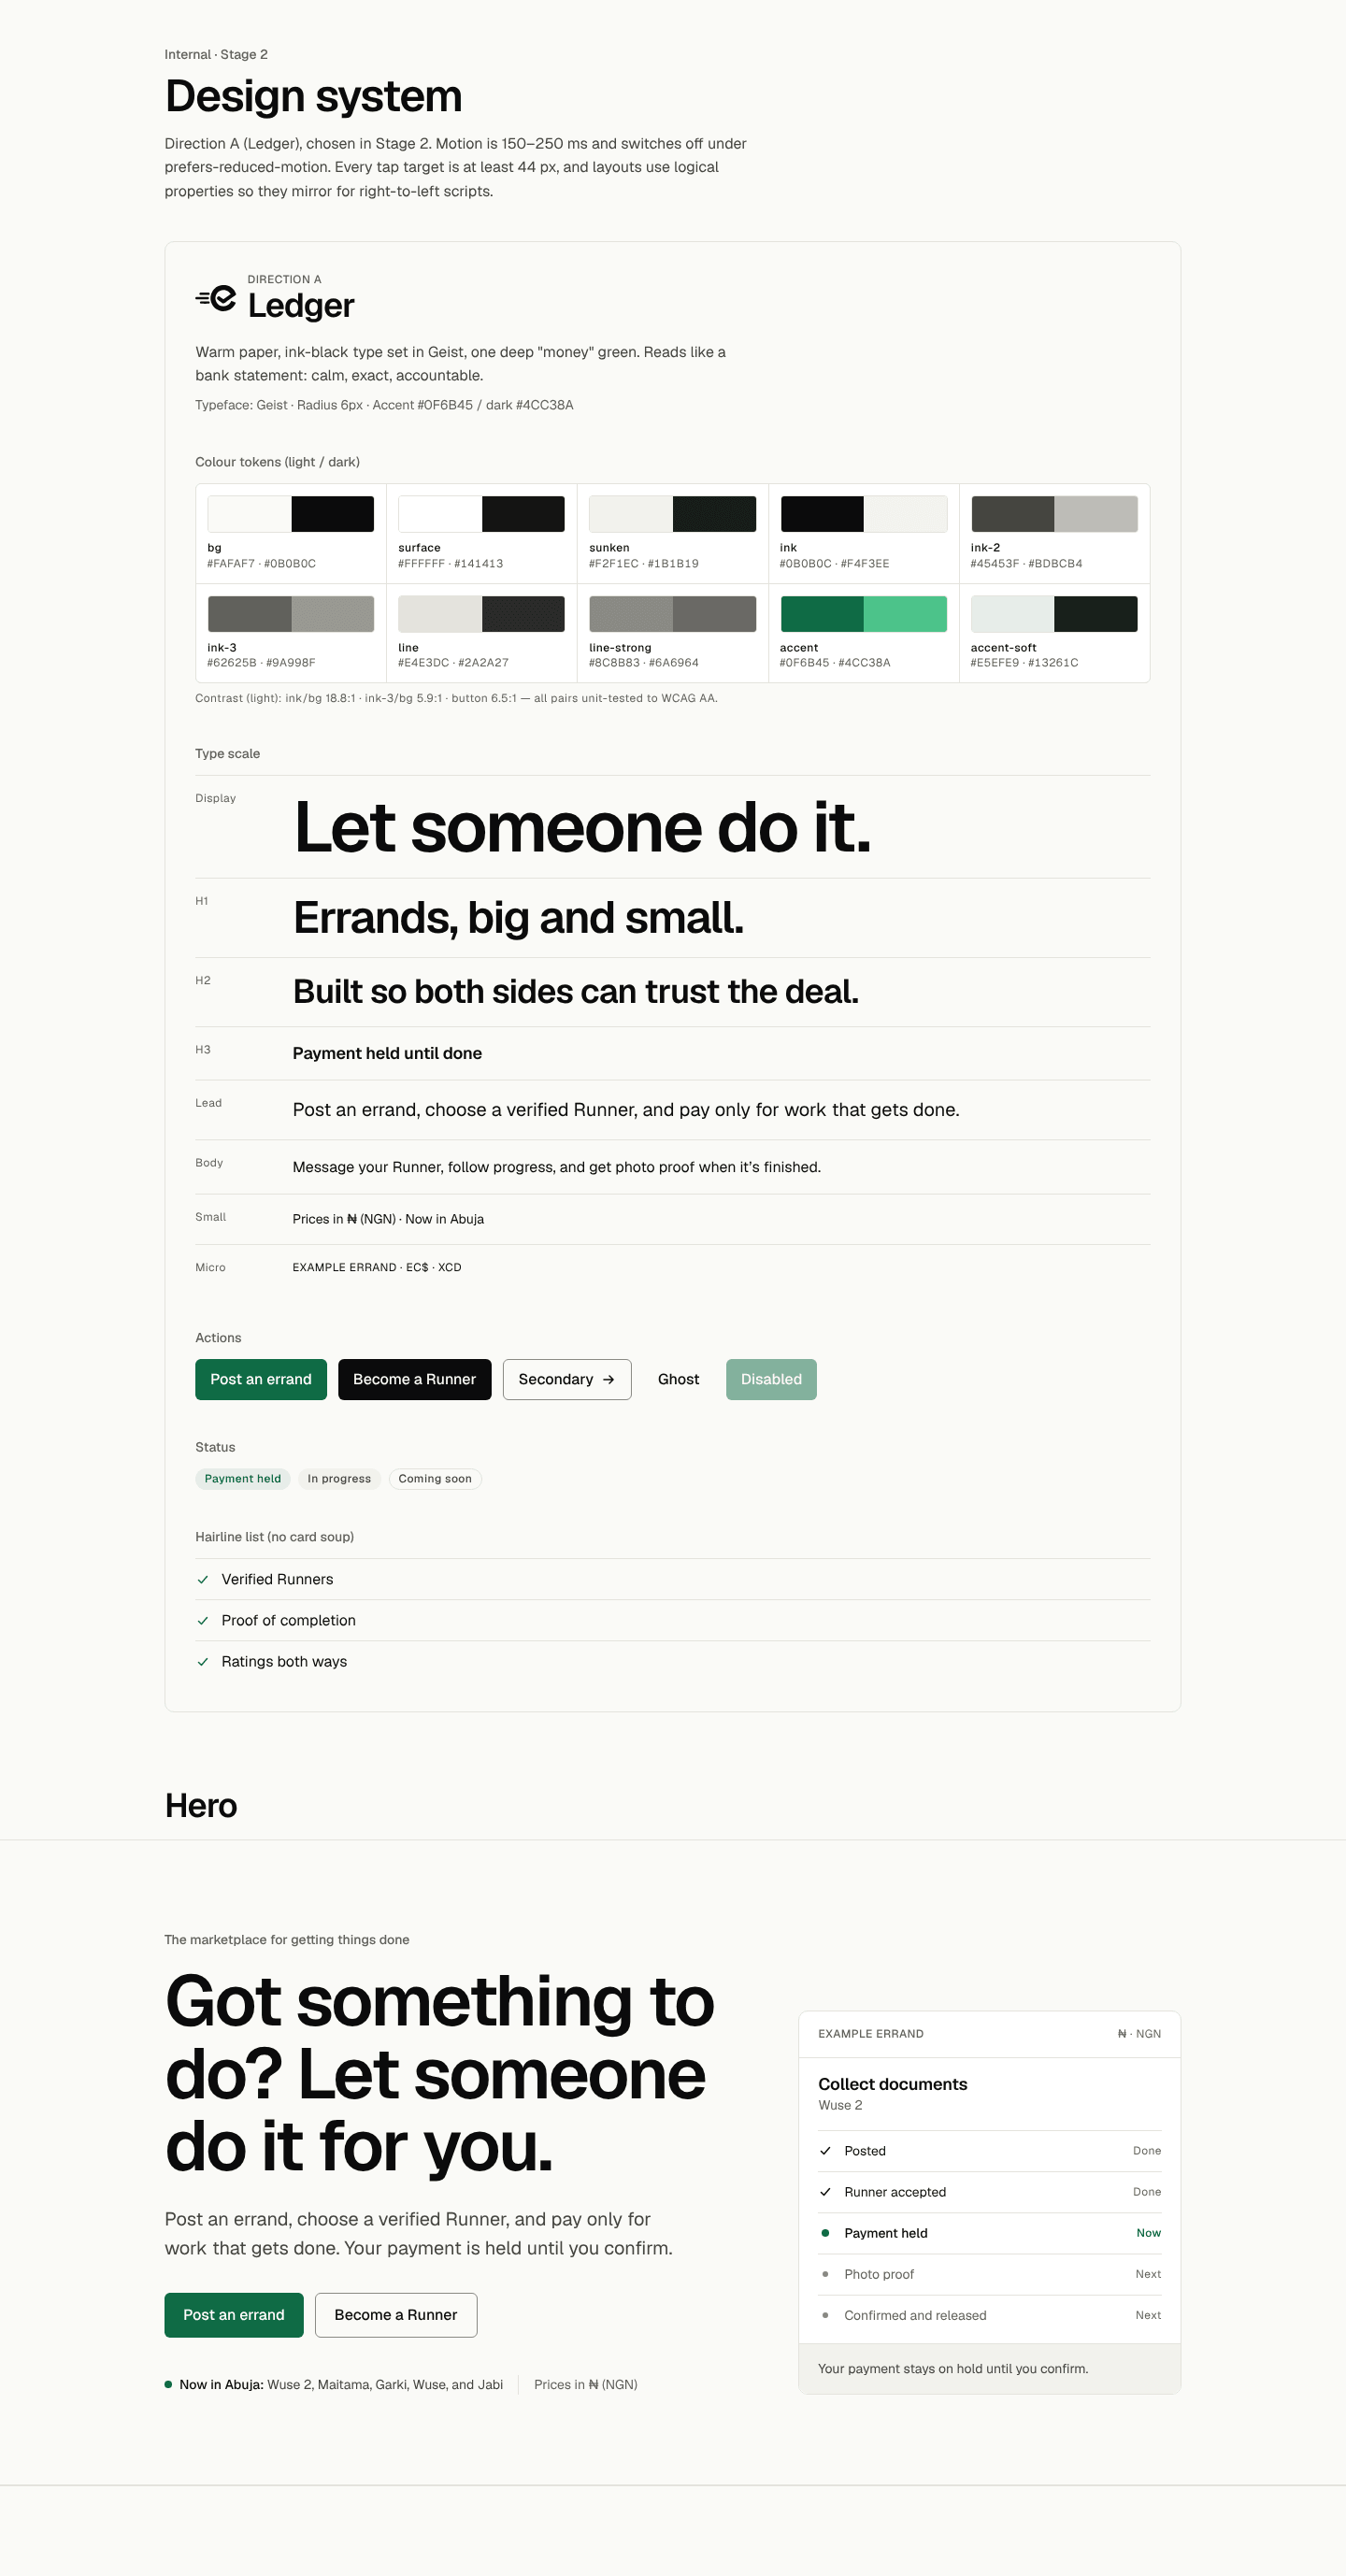 Internal · Stage 2
Design system
Direction A (Ledger), chosen in Stage 2. Motion is 150–250 ms and switches off under
prefers-reduced-motion. Every tap target is at least 44 px, and layouts use logical
properties so they mirror for right-to-left scripts.
DIRECTION A
Ledger
Warm paper, ink-black type set in Geist, one deep "money" green. Reads like a
bank statement: calm, exact, accountable.
Typeface: Geist · Radius 6px · Accent #0F6B45 / dark #4CC38A
Colour tokens (light / dark)
bg
#FAFAF7 · #0B0B0C
surface
#FFFFFF · #141413
sunken
#F2F1EC · #1B1B19
ink
#0B0B0C · #F4F3EE
ink-2
#45453F · #BDBCB4
ink-3
#62625B · #9A998F
line
#E4E3DC · #2A2A27
line-strong
#8C8B83 · #6A6964
accent
#0F6B45 · #4CC38A
accent-soft
#E5EFE9 · #13261C
Contrast (light): ink/bg 18.8:1 · ink-3/bg 5.9:1 · button 6.5:1 — all pairs unit-tested to WCAG AA.
Type scale
Display
Let someone do it.
H1
Errands, big and small.
H2
Built so both sides can trust the deal.
H3
Payment held until done
Lead
Post an errand, choose a verified Runner, and pay only for work that gets done.
Body
Message your Runner, follow progress, and get photo proof when it’s finished.
Small
Prices in ₦ (NGN) · Now in Abuja
Micro
EXAMPLE ERRAND · EC$ · XCD
Actions
Post an errand
Become a Runner
Secondary →
Ghost
Disabled
Status
Payment held
In progress
Coming soon
Hairline list (no card soup)
Verified Runners
Proof of completion
Ratings both ways
Hero
The marketplace for getting things done
Got something to
do? Let someone
do it for you.
Post an errand, choose a verified Runner, and pay only for
work that gets done. Your payment is held until you confirm.
Post an errand
Become a Runner
Now in Abuja: Wuse 2, Maitama, Garki, Wuse, and Jabi
Prices in ₦ (NGN)
EXAMPLE ERRAND
₦ · NGN
Collect documents
Wuse 2
Posted
Done
Runner accepted
Done
Payment held
Now
Photo proof
Next
Confirmed and released
Next
Your payment stays on hold until you confirm.